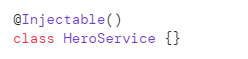 @Injectable()
class HeroService {}